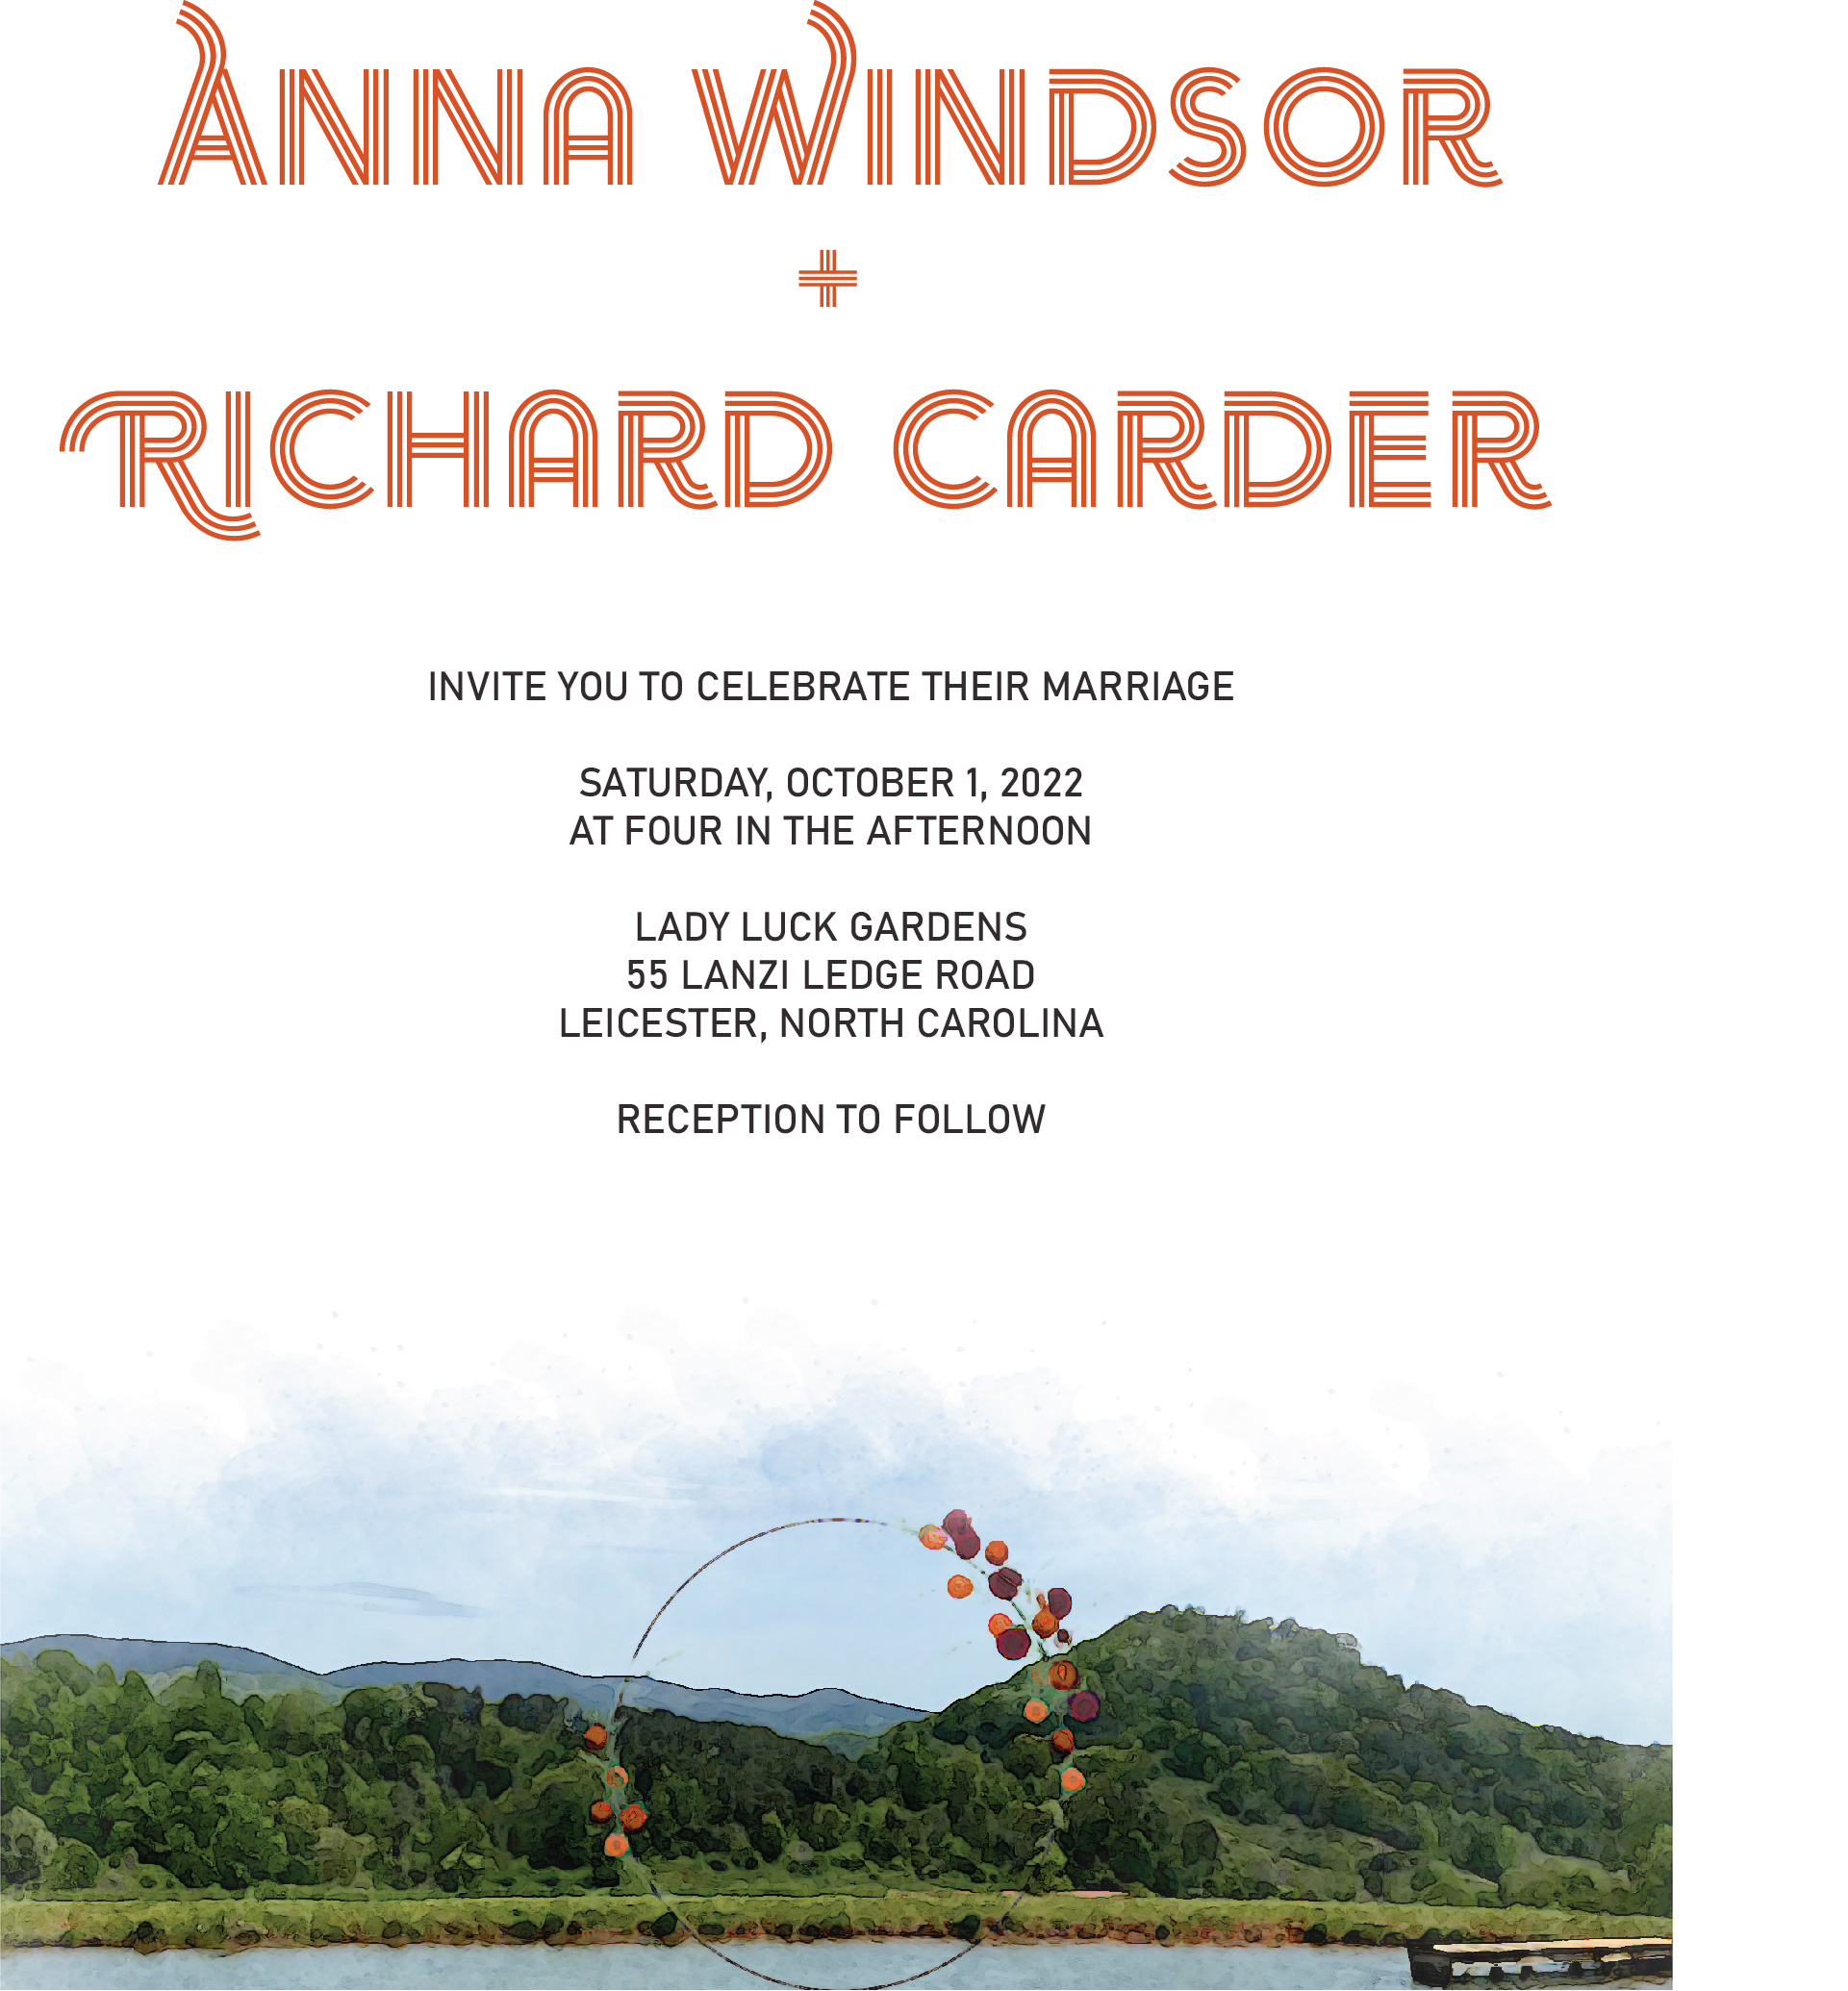 ANNA WINDSOR
+
RICHARD CARDER
INVITE YOU TO CELEBRATE THEIR MARRIAGE
SATURDAY, OCTOBER 1, 2022
AT FOUR IN THE AFTERNOON
LADY LUCK GARDENS
55 LANZI LEDGE ROAD
LEICESTER, NORTH CAROLINA
RECEPTION TO FOLLOW